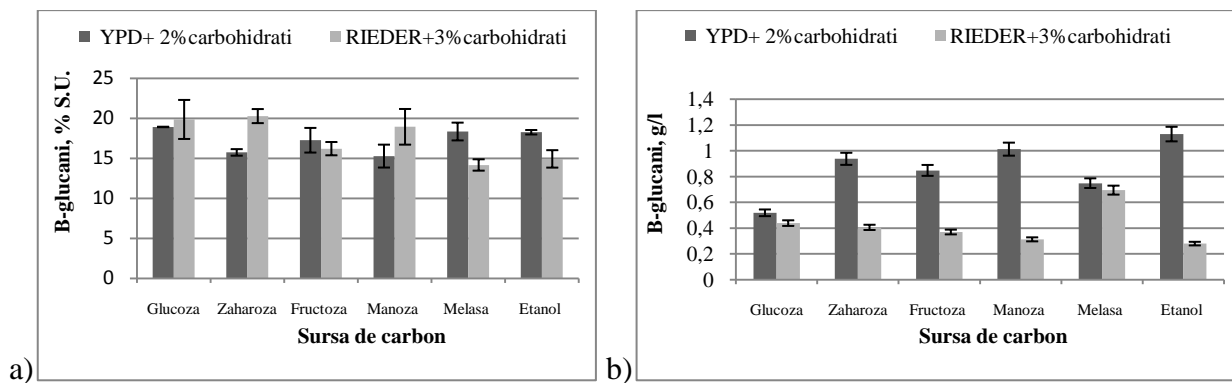 YPD+ 2%carbohidrati RIEDER+3%carbohidrati
B-glucani, % S.U.
25
20
15
10
5
0
Glucoza Zaharoza Fructoza Manoza Melasa Etanol
Sursa de carbon
a)
YPD+ 2%carbohidrati RIEDER+3%carbohidrati
B-glucani, g/l
1,4
1,2
1
0,8
0,6
0,4
0,2
0
Glucoza Zaharoza Fructoza Manoza Melasa Etanol
Sursa de carbon
b)